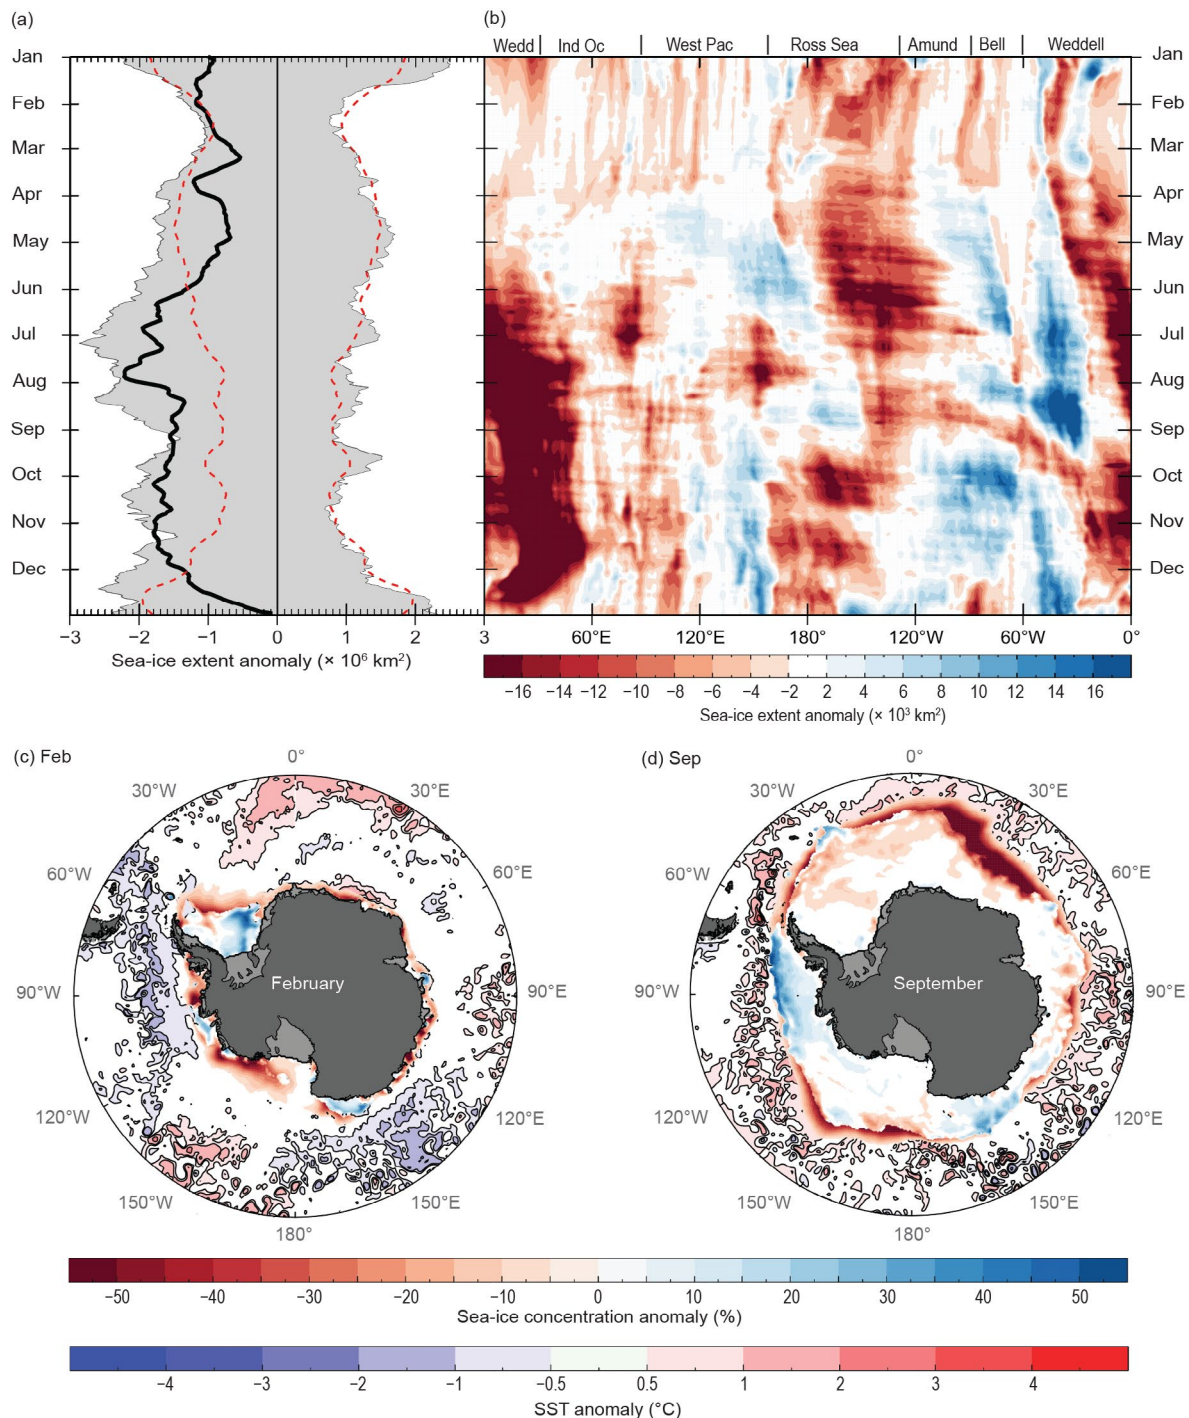 (a)
(b)
Wedd Ind Oc West Pac Ross Sea Amund Bell Weddell
Jan Jan
Feb Feb
Mar Mar
Apr Apr
May May
Jun Jun
Jul Jul
Aug Aug
Sep Sep
Oct Oct
Nov Nov
Dec Dec
−3 −2 −1 0 1 2 3 60°E 120°E 180° 120°W 60°W 0°
Sea-ice extent anomaly (× 10⁶ km²)
−16 −14 −12 −10 −8 −6 −4 −2 2 4 6 8 10 12 14 16
Sea-ice extent anomaly (× 10³ km²)
(c) Feb
0°
30°W 30°E
60°W 60°E
90°W 90°E
120°W 120°E
150°W 150°E
180°
February
(d) Sep
0°
30°W 30°E
60°W 60°E
90°W 90°E
120°W 120°E
150°W 150°E
180°
September
−50 −40 −30 −20 −10 0 10 20 30 40 50
Sea-ice concentration anomaly (%)
−4 −3 −2 −1 −0.5 0.5 1 2 3 4
SST anomaly (°C)